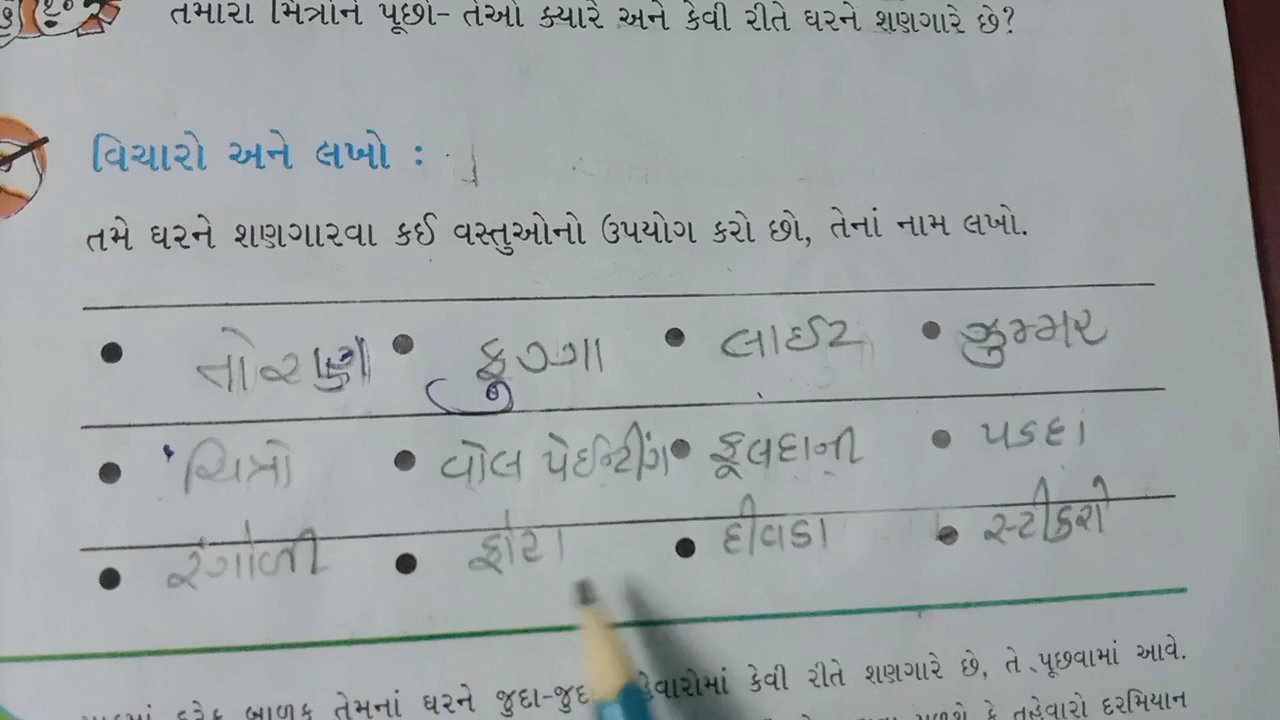 તમારા મિત્રોને પૂછો- તેઓ ક્યારે અને કેવી રીતે ઘરને શણગારે છે?
વિચારો અને લખો :
તમે ઘરને શણગારવા કઈ વસ્તુઓનો ઉપયોગ કરો છો, તેનાં નામ લખો.
• તોરણ • ફુગ્ગા • લાઈટ • ઝુમ્મર
• ચિત્રો • વોલ પેઈન્ટીંગ • ફૂલદાની • પડદા
• રંગોળી • ફોટા • દીવડા • સ્ટીકરો
દરેક બાળક તેમનાં ઘરને જુદા-જુદા કેવી રીતે શણગારે છે, તે પૂછવામાં આવે.
કે તહેવારો દરમિયાન